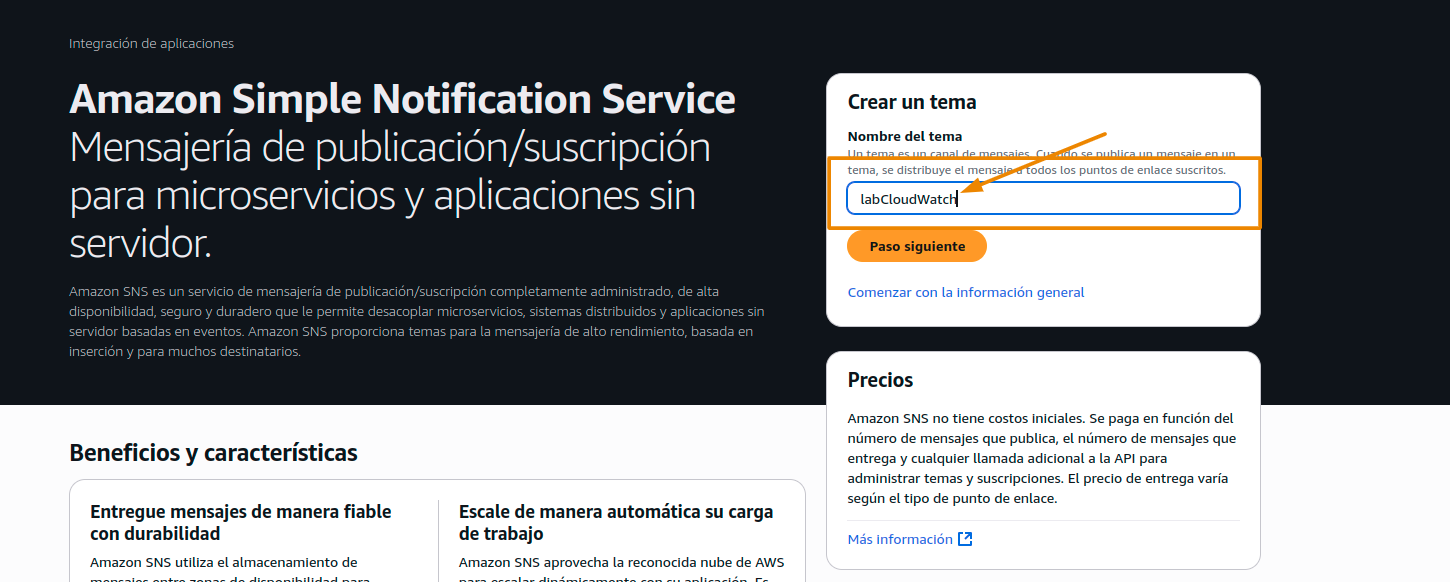 Integración de aplicaciones
Amazon Simple Notification Service
Mensajería de publicación/suscripción
para microservicios y aplicaciones sin
servidor.
Amazon SNS es un servicio de mensajería de publicación/suscripción completamente administrado, de alta
disponibilidad, seguro y duradero que le permite desacoplar microservicios, sistemas distribuidos y aplicaciones sin
servidor basadas en eventos. Amazon SNS proporciona temas para la mensajería de alto rendimiento, basada en
inserción y para muchos destinatarios.
Crear un tema
Nombre del tema
Un tema es un canal de mensajes. Cuando se publica un mensaje en un
tema, se distribuye el mensaje a todos los puntos de enlace suscritos.
labCloudWatch
Paso siguiente
Comenzar con la información general
Precios
Amazon SNS no tiene costos iniciales. Se paga en función del
número de mensajes que publica, el número de mensajes que
entrega y cualquier llamada adicional a la API para
administrar temas y suscripciones. El precio de entrega varía
según el tipo de punto de enlace.
Más información
Beneficios y características
Entregue mensajes de manera fiable
con durabilidad
Amazon SNS utiliza el almacenamiento de
mensajes entre zonas de disponibilidad para
Escale de manera automática su carga
de trabajo
Amazon SNS aprovecha la reconocida nube de AWS
para escalar dinámicamente con su aplicación. Es